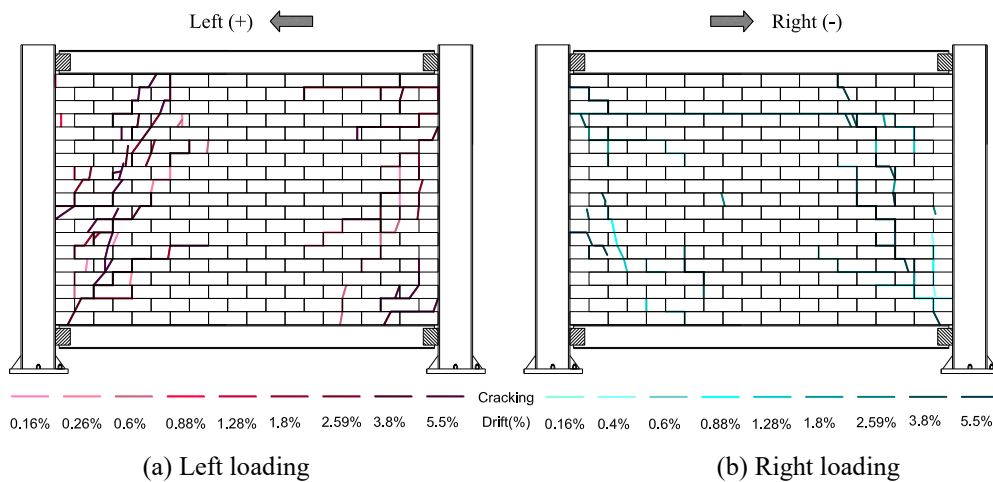 Left (+)
Right (-)
Cracking
0.16% 0.26% 0.6% 0.88% 1.28% 1.8% 2.59% 3.8% 5.5% Drift(%) 0.16% 0.4% 0.6% 0.88% 1.28% 1.8% 2.59% 3.8% 5.5%
(a) Left loading
(b) Right loading